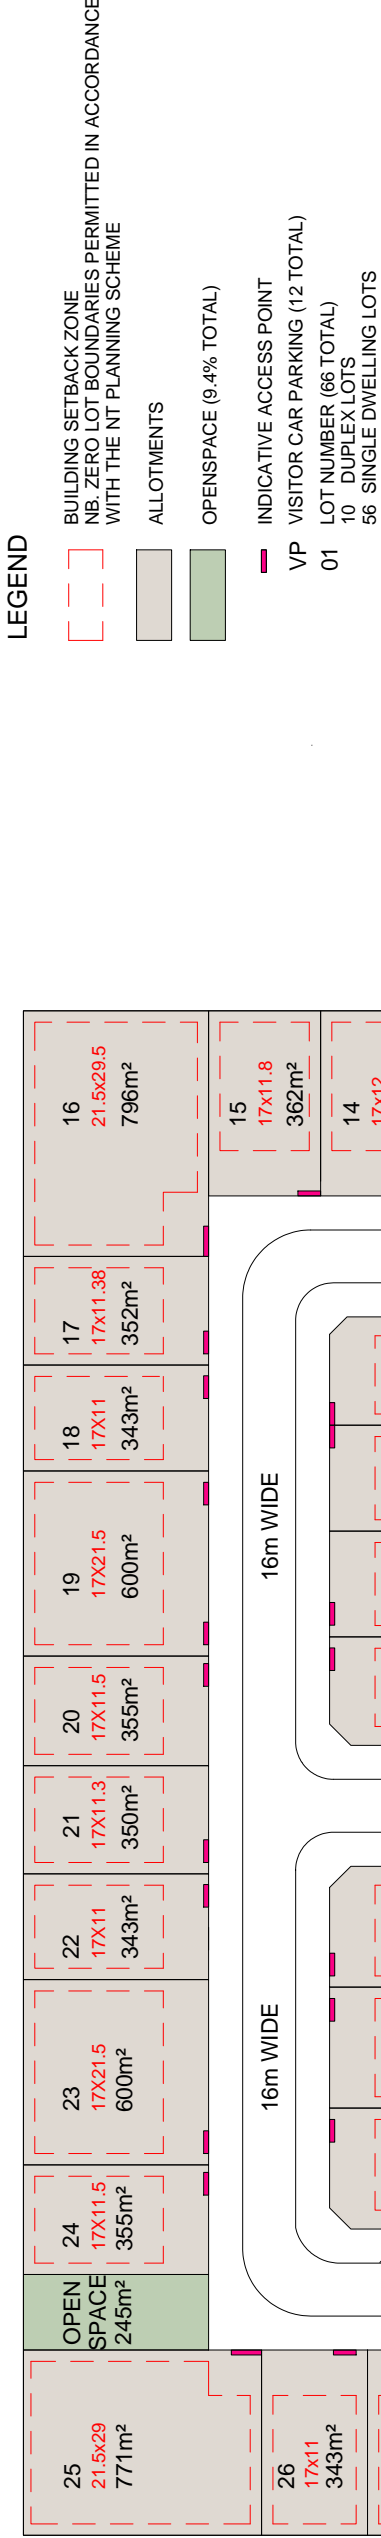 LEGEND
BUILDING SETBACK ZONE
NB. ZERO LOT BOUNDARIES PERMITTED IN ACCORDANCE
WITH THE NT PLANNING SCHEME
ALLOTMENTS
OPENSPACE (9.4% TOTAL)
INDICATIVE ACCESS POINT
VP VISITOR CAR PARKING (12 TOTAL)
01 LOT NUMBER (66 TOTAL)
10 DUPLEX LOTS
56 SINGLE DWELLING LOTS
25
21.5x29
771m²
OPEN
SPACE
245m²
24
17X11.5
355m²
23
17X21.5
600m²
22
17X11
343m²
21
17X11.3
350m²
20
17X11.5
355m²
19
17X21.5
600m²
18
17X11
343m²
17
17x11.38
352m²
16
21.5x29.5
796m²
26
17x11
343m²
16m WIDE
16m WIDE
15
17x11.8
362m²
14
17x12